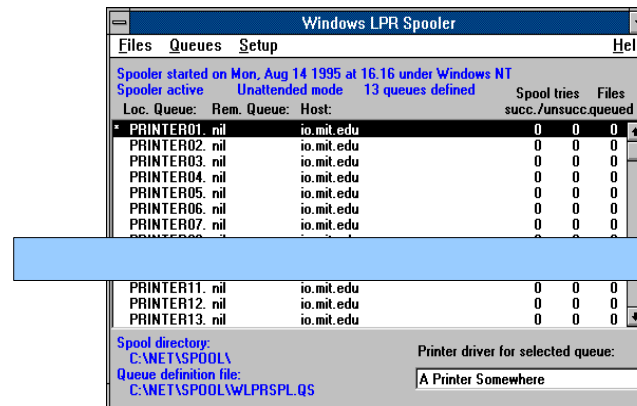 Windows LPR Spooler
Files Queues Setup Hel
Spooler started on Mon, Aug 14 1995 at 16.16 under Windows NT
Spooler active Unattended mode 13 queues defined
Spool tries Files
Loc. Queue: Rem. Queue: Host: succ./unsucc. queued
* PRINTER01. nil io.mit.edu 0 0 0
PRINTER02. nil io.mit.edu 0 0 0
PRINTER03. nil io.mit.edu 0 0 0
PRINTER04. nil io.mit.edu 0 0 0
PRINTER05. nil io.mit.edu 0 0 0
PRINTER06. nil io.mit.edu 0 0 0
PRINTER07. nil io.mit.edu 0 0 0
PRINTER11. nil io.mit.edu 0 0 0
PRINTER12. nil io.mit.edu 0 0 0
PRINTER13. nil io.mit.edu 0 0 0
Spool directory:
C:\NET\SPOOL\
Queue definition file:
C:\NET\SPOOL\WLPRSPL.QS
Printer driver for selected queue:
A Printer Somewhere